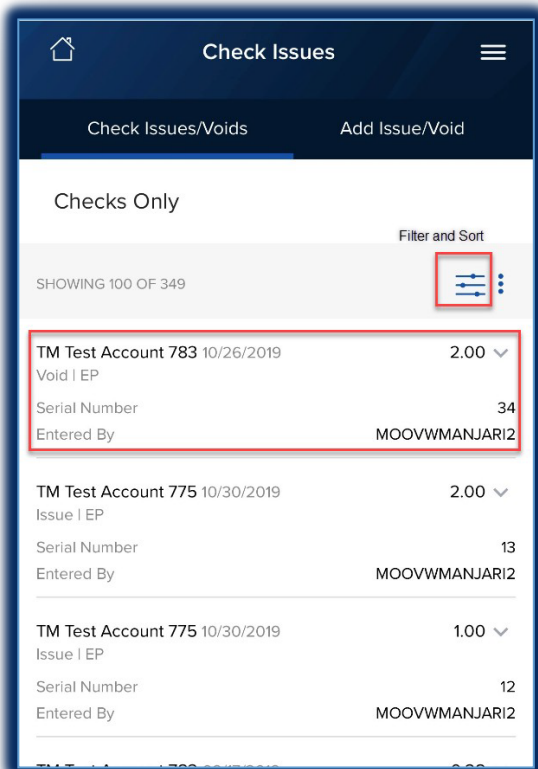 Check Issues
Check Issues/Voids Add Issue/Void
Checks Only
Filter and Sort
SHOWING 100 OF 349
TM Test Account 783 10/26/2019 2.00
Void | EP
Serial Number 34
Entered By MOOVWMANJARI2
TM Test Account 775 10/30/2019 2.00
Issue | EP
Serial Number 13
Entered By MOOVWMANJARI2
TM Test Account 775 10/30/2019 1.00
Issue | EP
Serial Number 12
Entered By MOOVWMANJARI2
TM Test Account